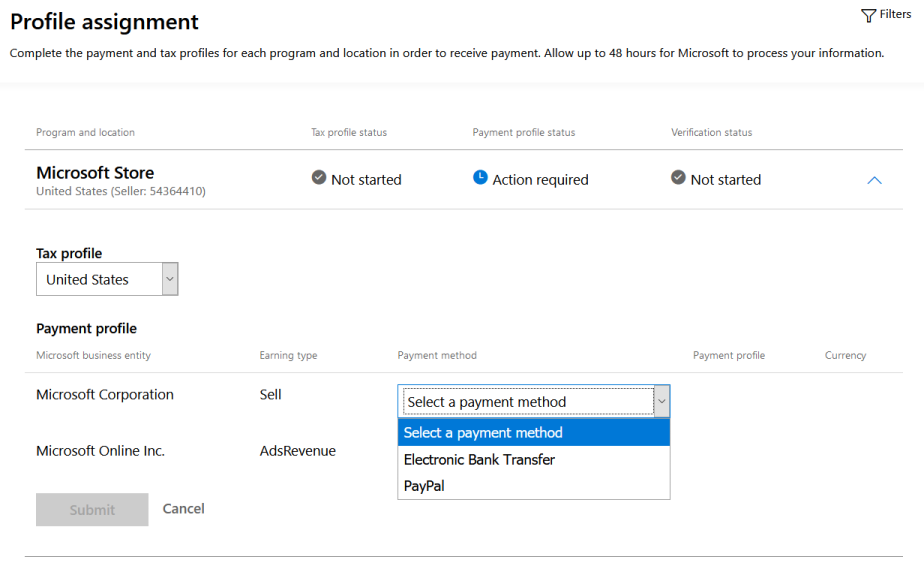 Profile assignment
Filters
Complete the payment and tax profiles for each program and location in order to receive payment. Allow up to 48 hours for Microsoft to process your information.
Program and location Tax profile status Payment profile status Verification status
Microsoft Store Not started Action required Not started
United States (Seller: 54364410)
Tax profile
United States
Payment profile
Microsoft business entity Earning type Payment method Payment profile Currency
Microsoft Corporation Sell Select a payment method
Select a payment method
Microsoft Online Inc. AdsRevenue Electronic Bank Transfer
PayPal
Submit Cancel